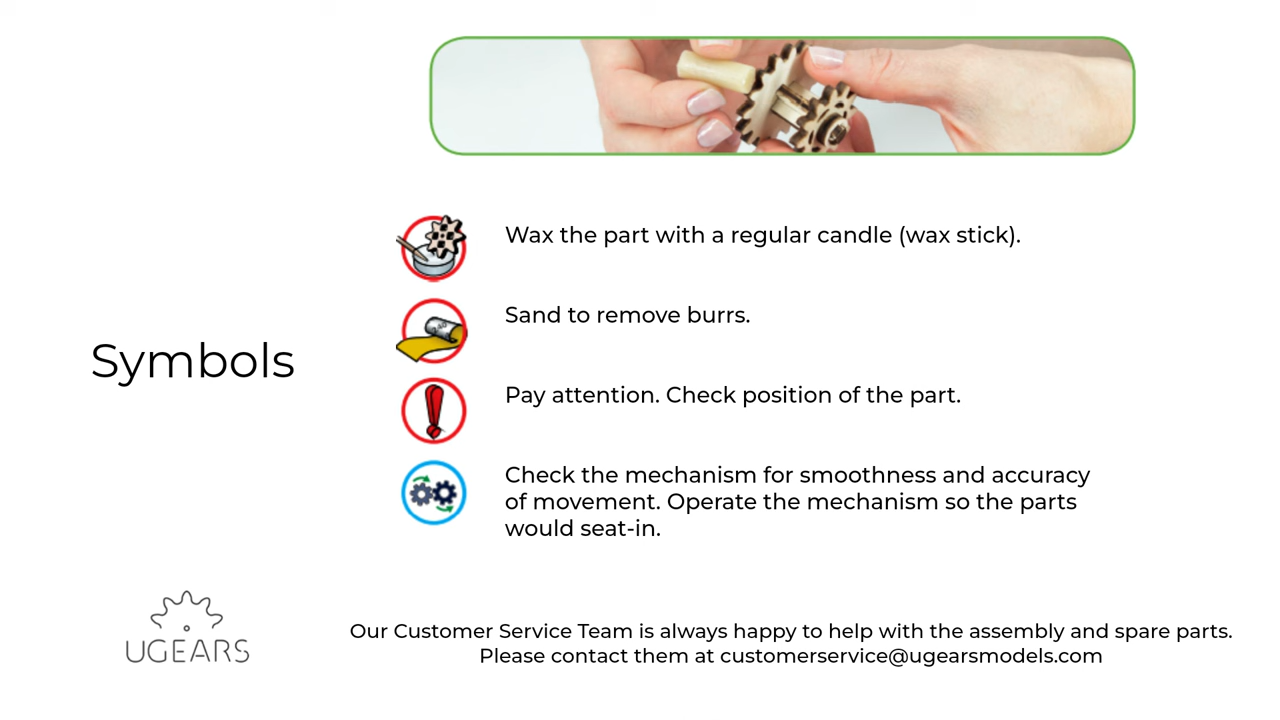 Symbols
Wax the part with a regular candle (wax stick).
Sand to remove burrs.
Pay attention. Check position of the part.
Check the mechanism for smoothness and accuracy
of movement. Operate the mechanism so the parts
would seat-in.
UGEARS
Our Customer Service Team is always happy to help with the assembly and spare parts.
Please contact them at customerservice@ugearsmodels.com